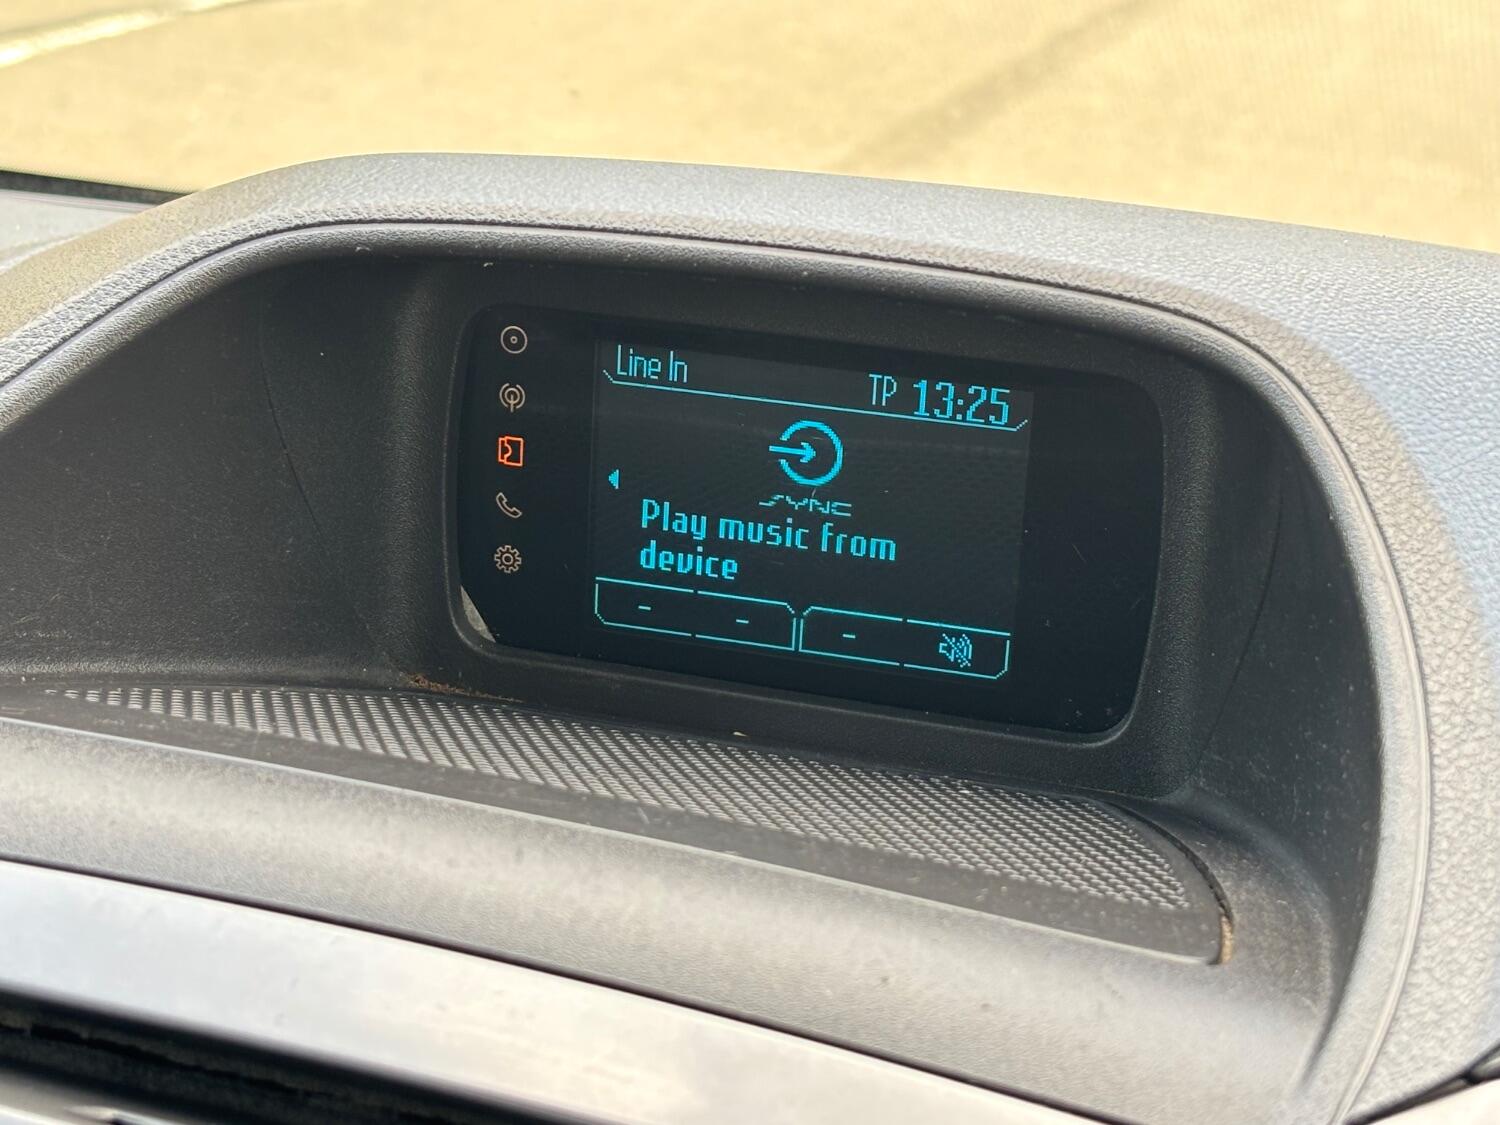 Line In
TP 13:25
SYNC
Play music from
device